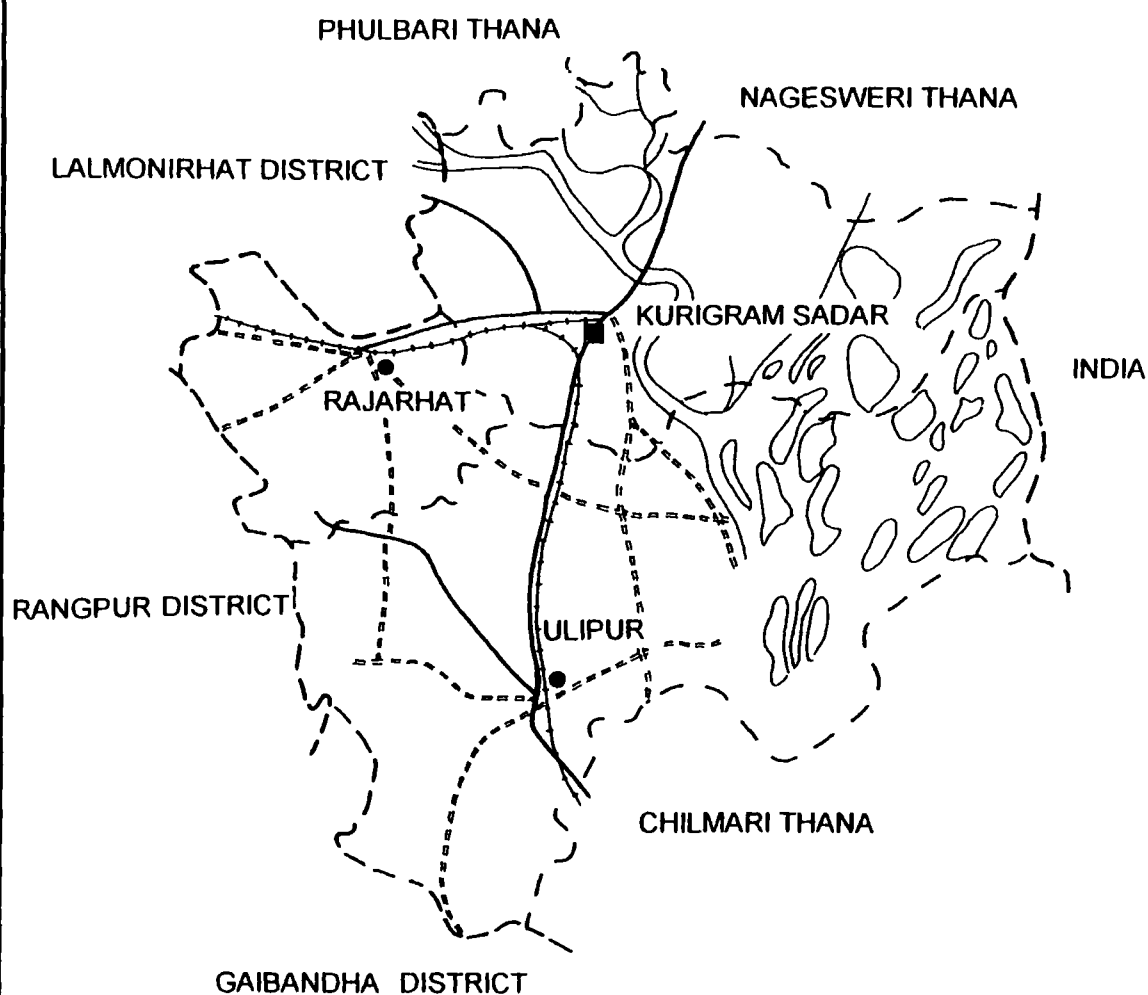 PHULBARI THANA
NAGESWERI THANA
LALMONIRHAT DISTRICT
KURIGRAM SADAR
INDIA
RAJARHAT
RANGPUR DISTRICT
ULIPUR
CHILMARI THANA
GAIBANDHA DISTRICT